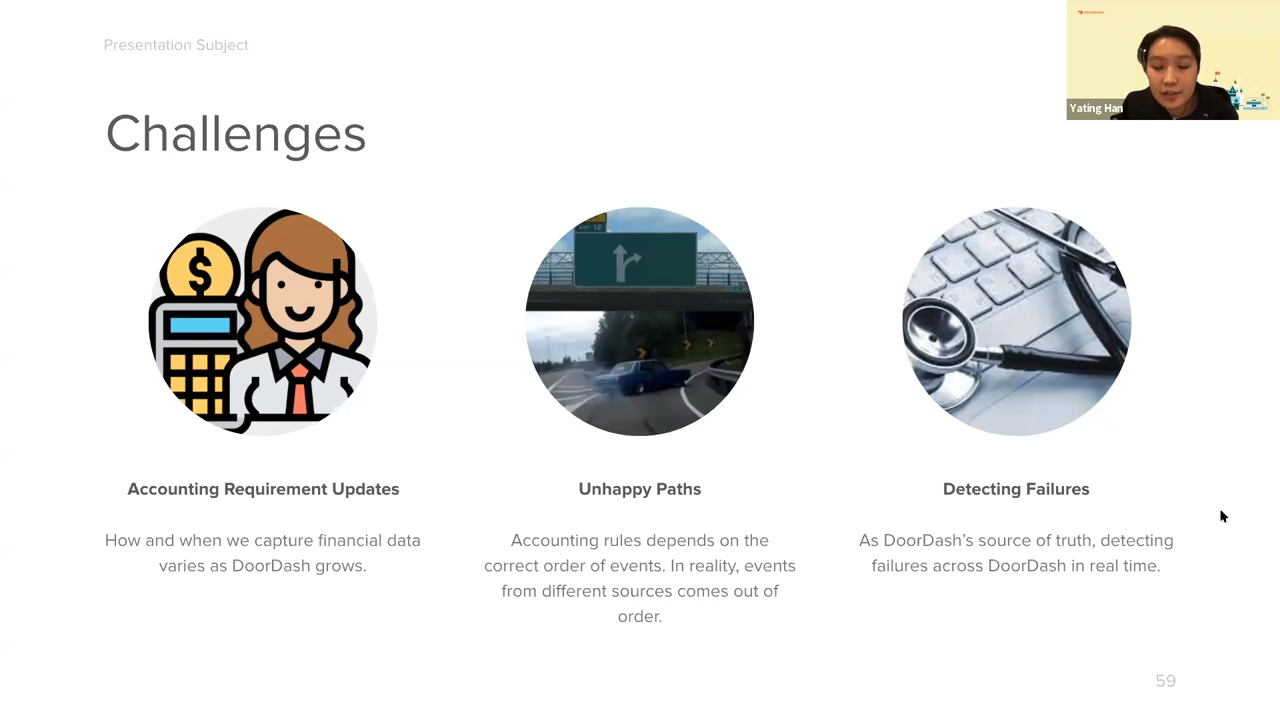 Presentation Subject
Yating Han
Challenges
$
Accounting Requirement Updates
How and when we capture financial data
varies as DoorDash grows.
Unhappy Paths
Accounting rules depends on the
correct order of events. In reality, events
from different sources comes out of
order.
Detecting Failures
As DoorDash’s source of truth, detecting
failures across DoorDash in real time.
59